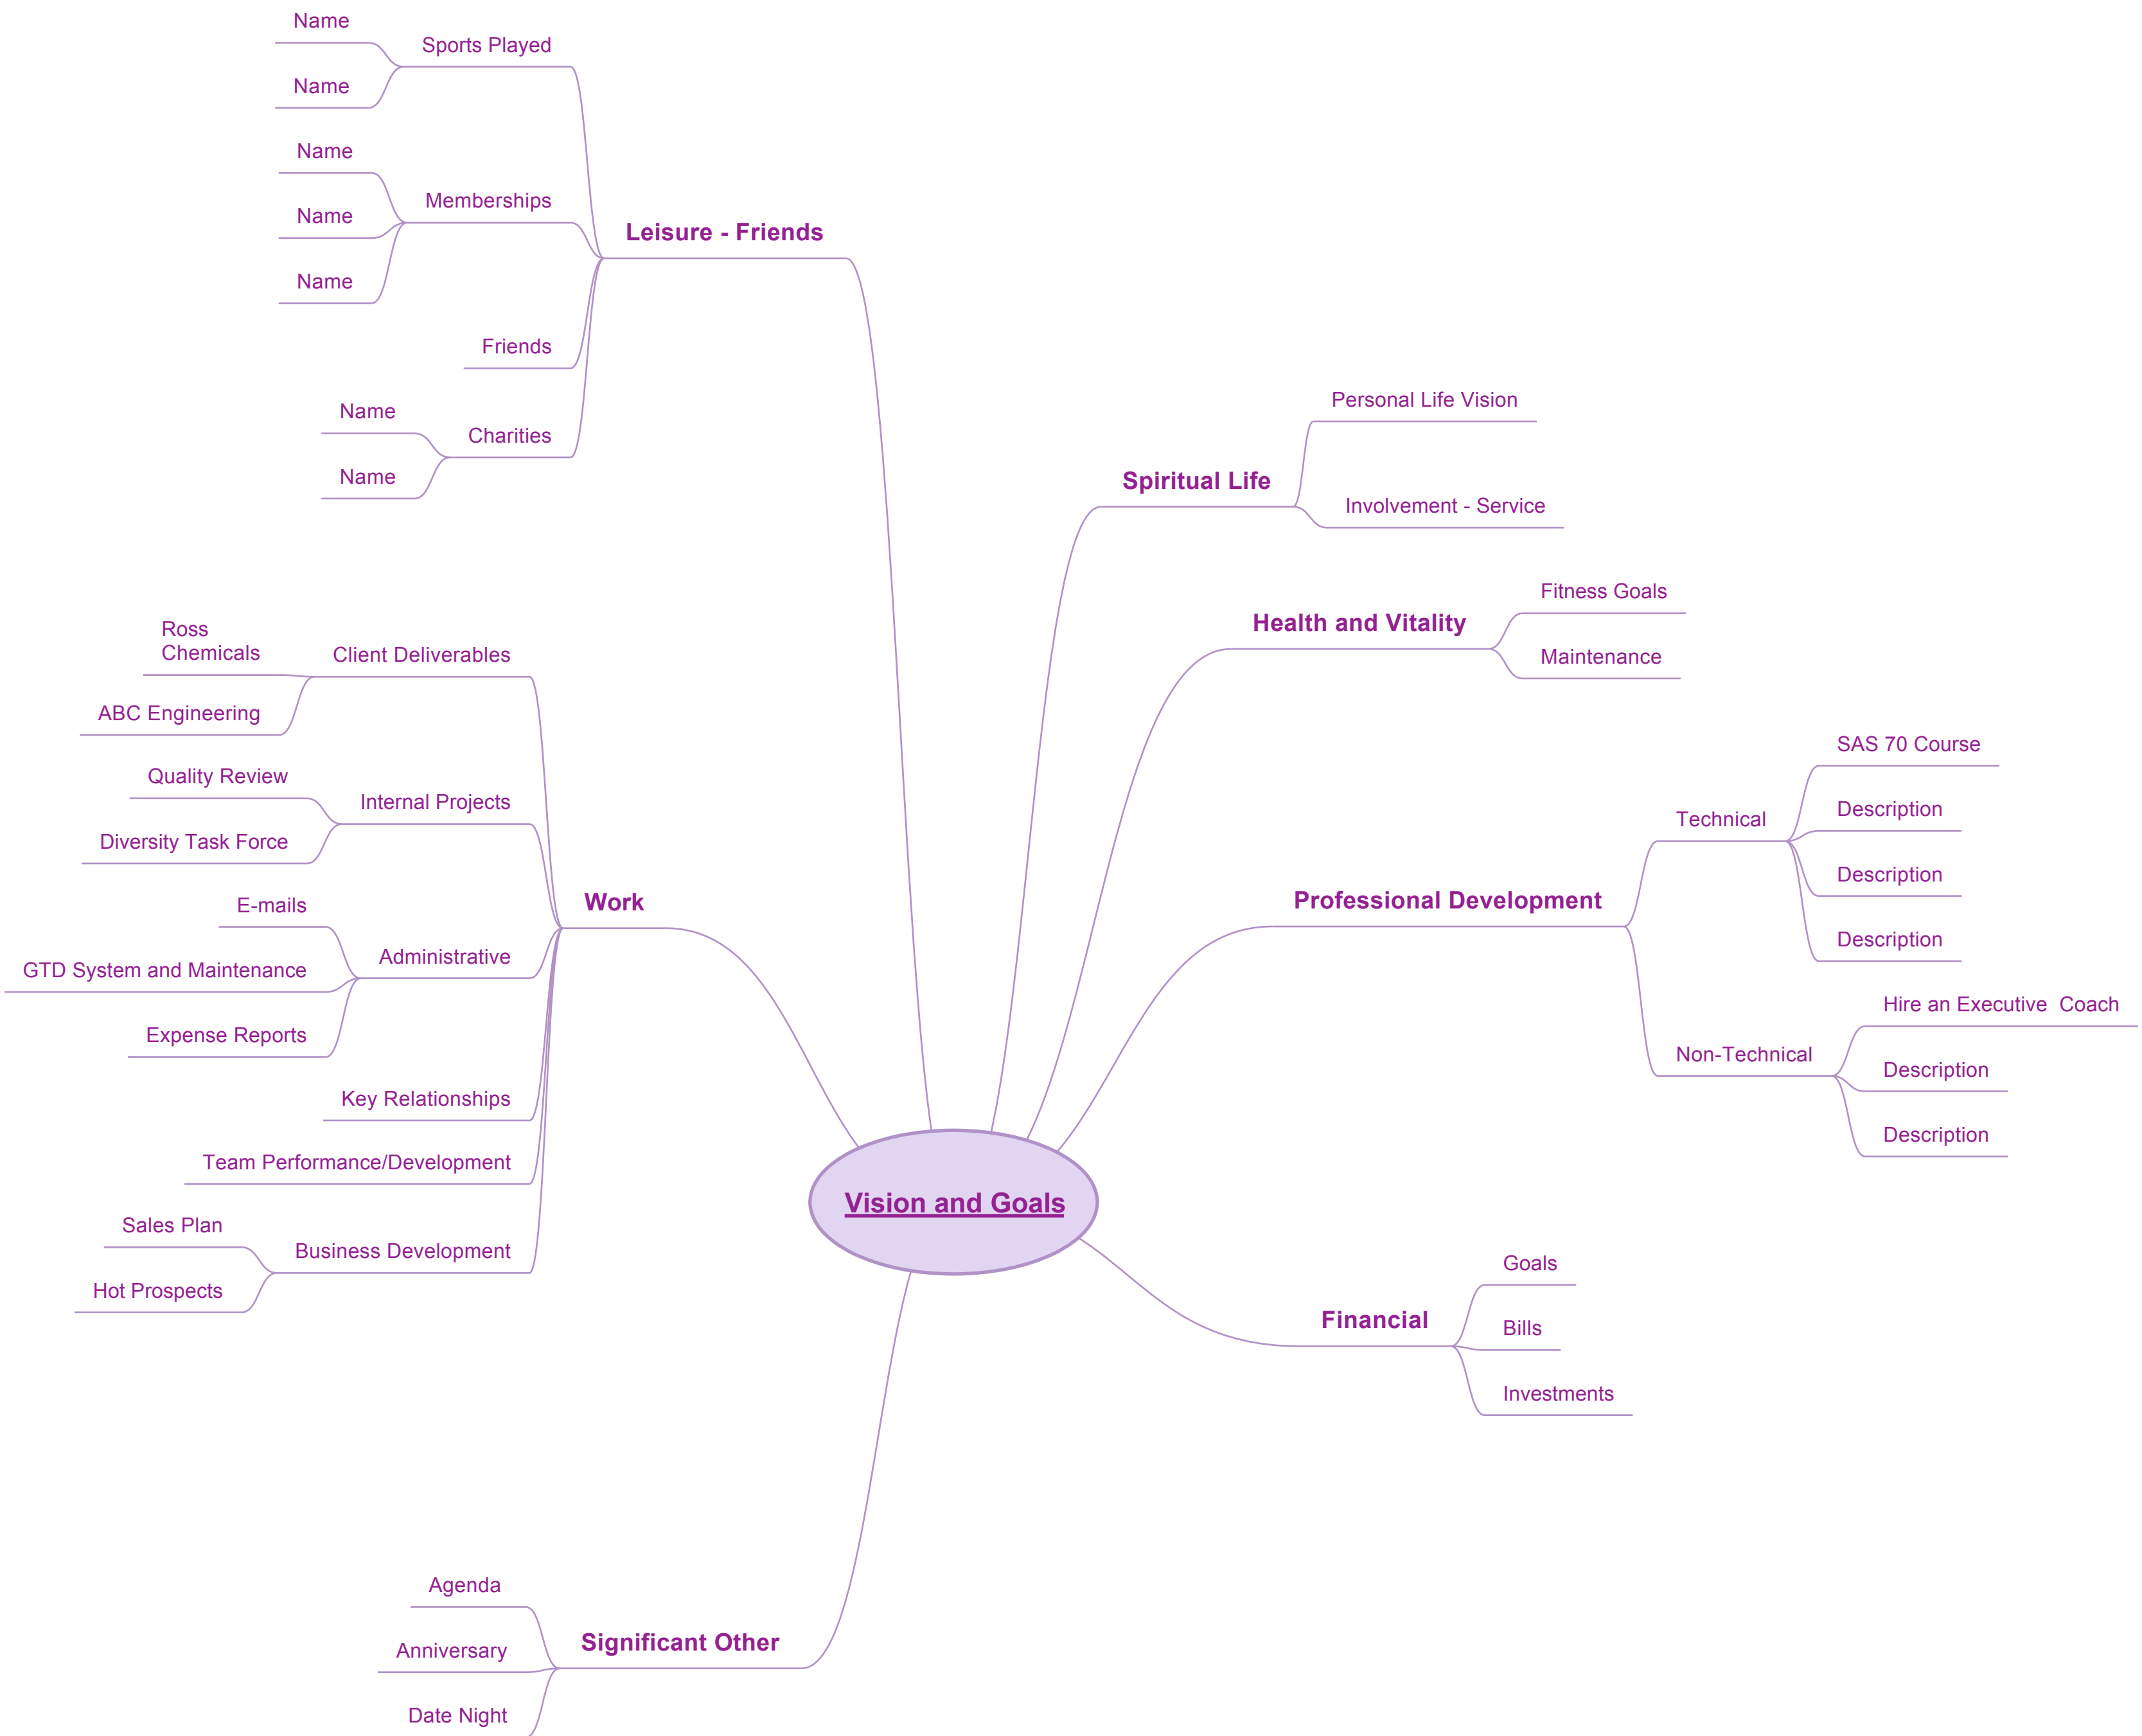 Name
Sports Played
Name
Name
Memberships
Name
Leisure - Friends
Name
Friends
Name
Charities
Name
Personal Life Vision
Spiritual Life
Involvement - Service
Fitness Goals
Health and Vitality
Maintenance
Ross
Chemicals
Client Deliverables
ABC Engineering
Quality Review
Internal Projects
Diversity Task Force
E-mails
Work
Administrative
GTD System and Maintenance
Expense Reports
Key Relationships
Team Performance/Development
Sales Plan
Business Development
Hot Prospects
SAS 70 Course
Technical
Description
Description
Professional Development
Description
Hire an Executive  Coach
Non-Technical
Description
Description
Vision and Goals
Goals
Financial
Bills
Investments
Agenda
Significant Other
Anniversary
Date Night